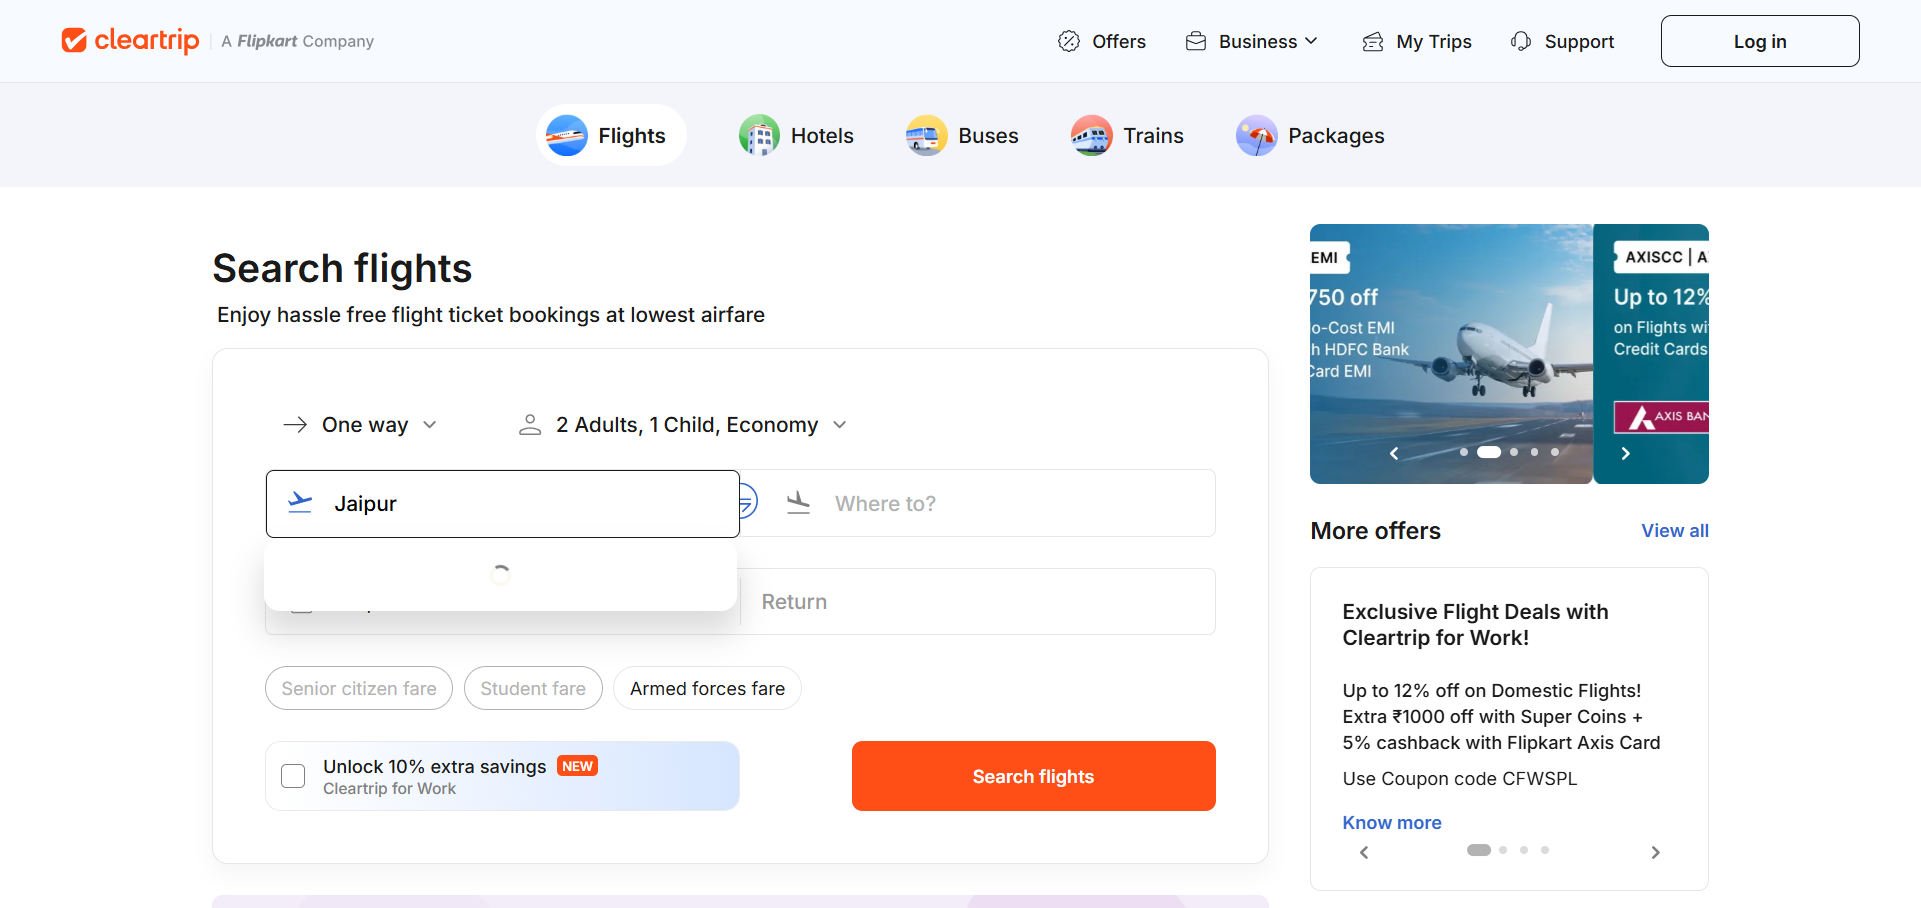 cleartrip A Flipkart Company
Offers Business My Trips Support Log in
Flights Hotels Buses Trains Packages
Search flights
Enjoy hassle free flight ticket bookings at lowest airfare
One way 2 Adults, 1 Child, Economy
Jaipur Where to?
Return
Senior citizen fare Student fare Armed forces fare
Unlock 10% extra savings NEW
Cleartrip for Work
Search flights
EMI
750 off
o-Cost EMI
h HDFC Bank
Card EMI
AXISCC | A
Up to 12%
on Flights wi
Credit Cards
AXIS BAN
More offers View all
Exclusive Flight Deals with
Cleartrip for Work!
Up to 12% off on Domestic Flights!
Extra ₹1000 off with Super Coins +
5% cashback with Flipkart Axis Card
Use Coupon code CFWSPL
Know more